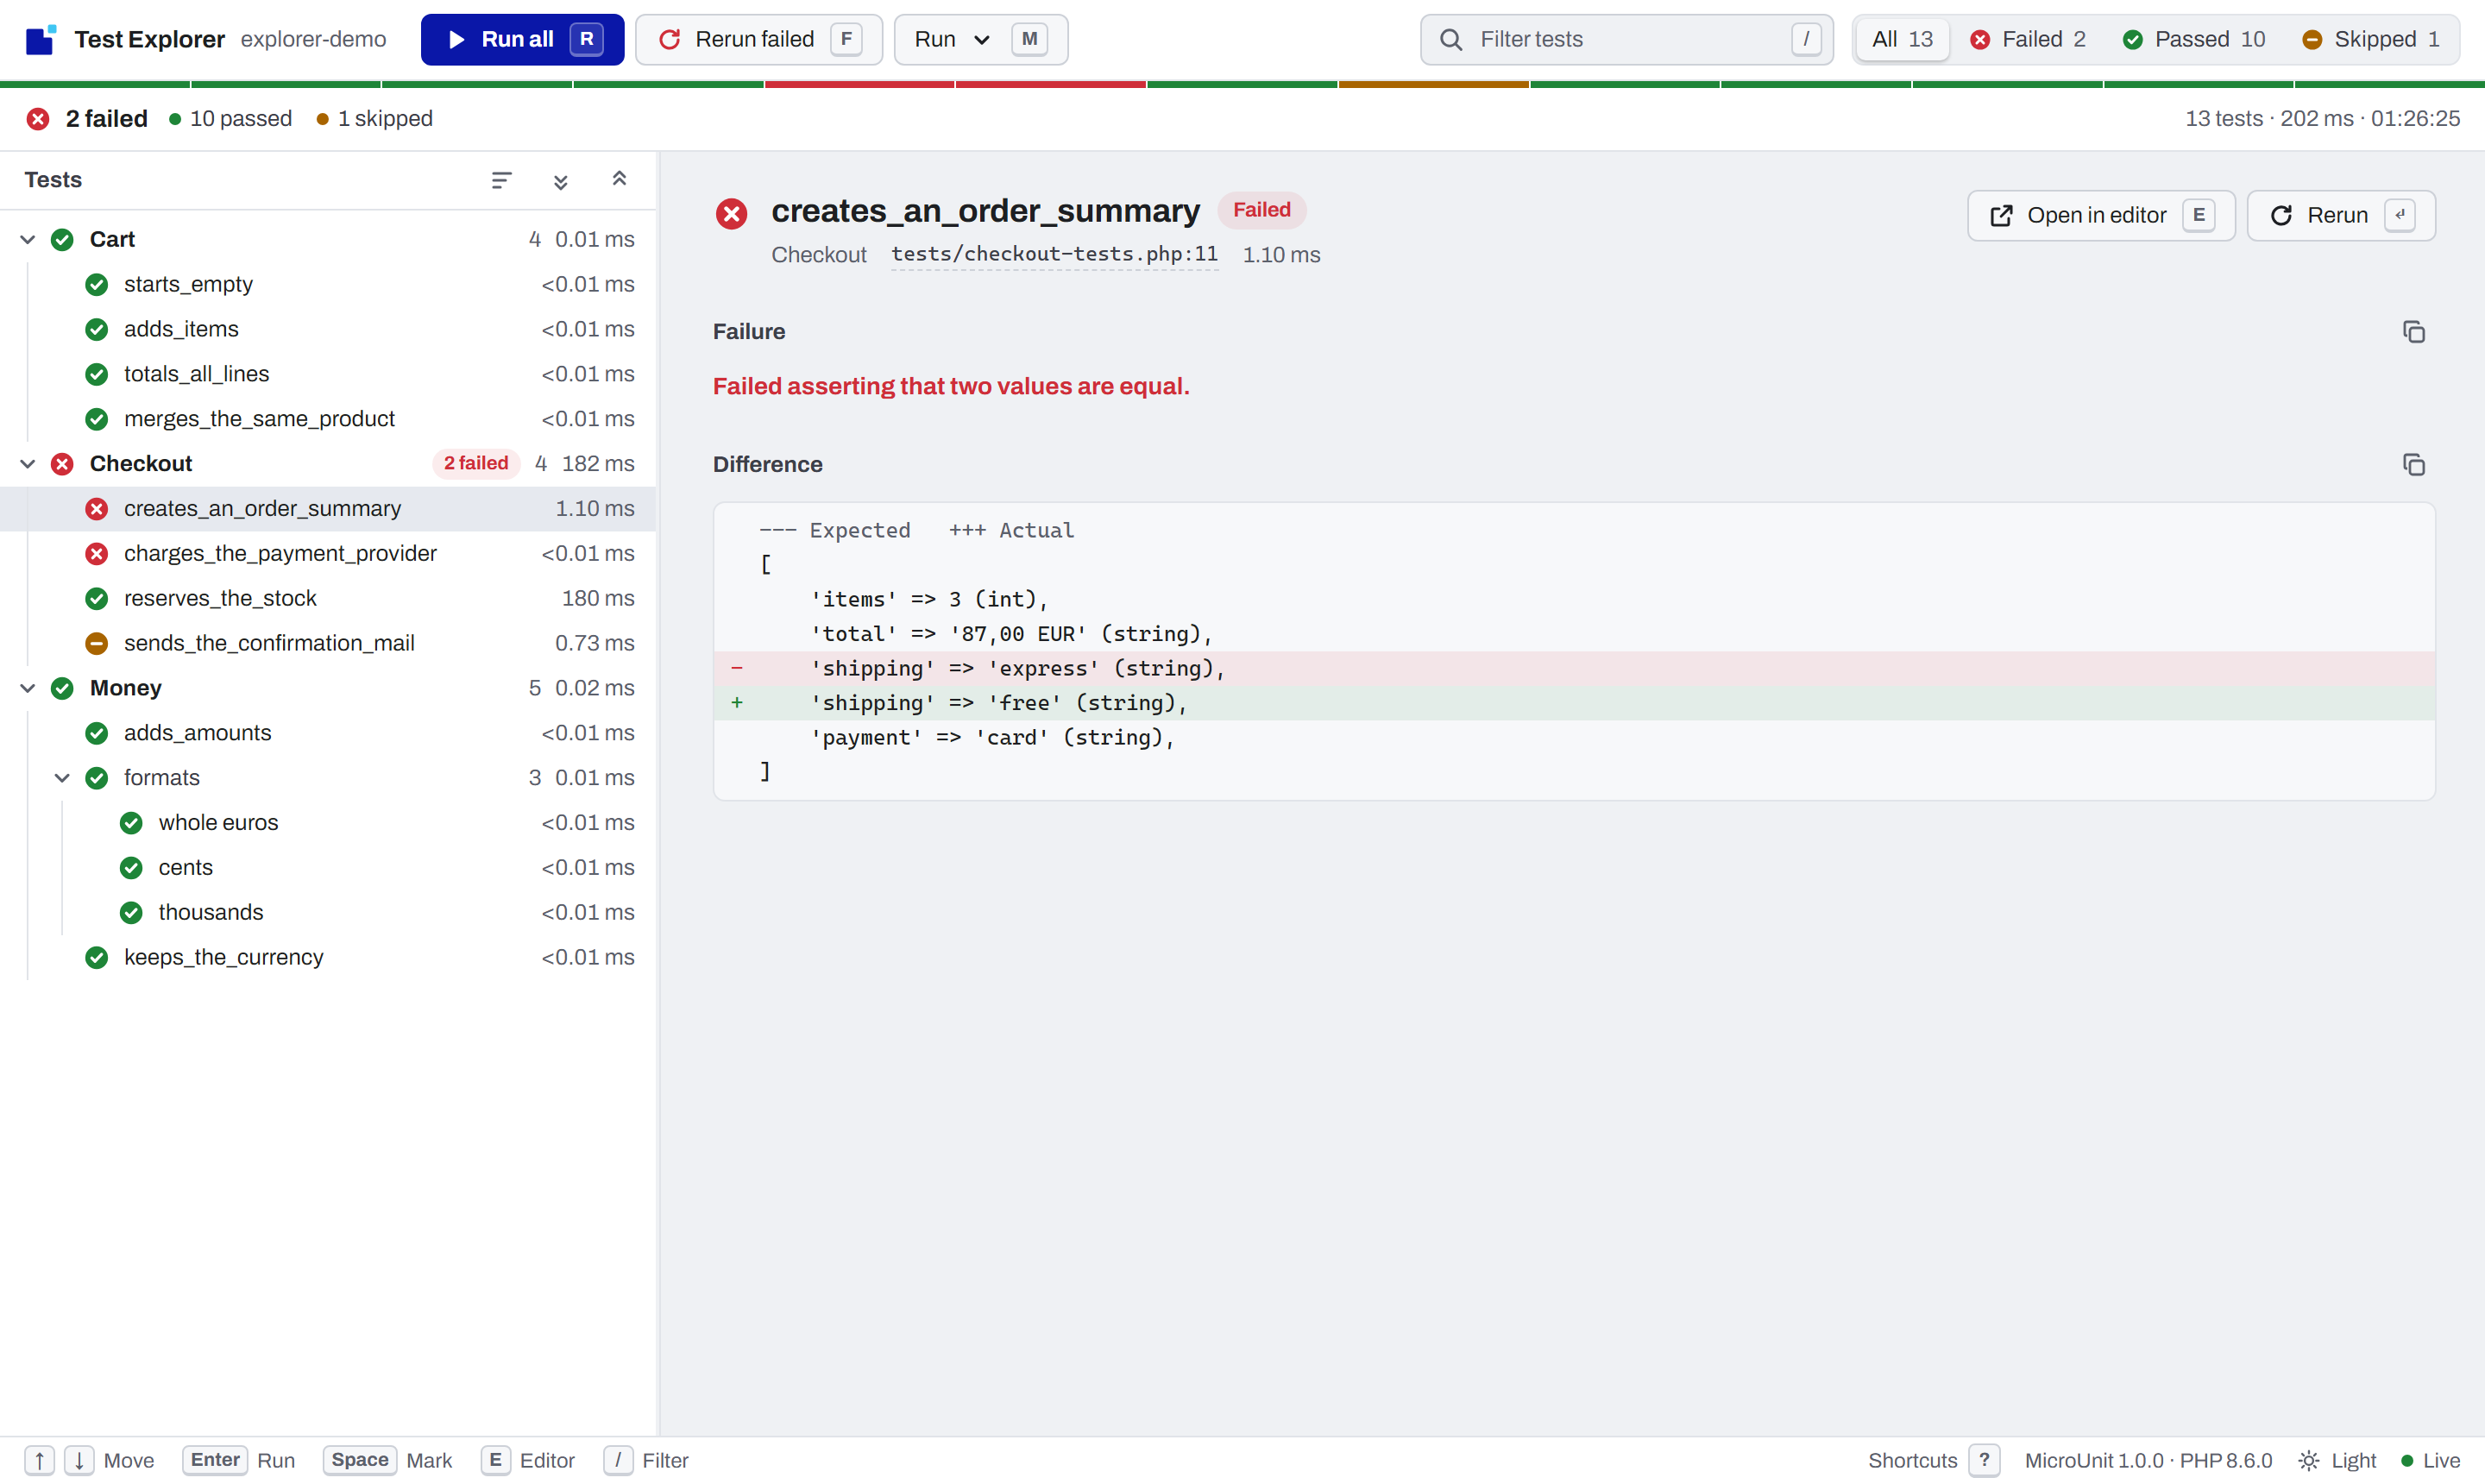 Test Explorer explorer-demo Run all R Rerun failed F Run M Filter tests / All 13 Failed 2 Passed 10 Skipped 1
2 failed 10 passed 1 skipped 13 tests · 202 ms · 01:26:25
Tests
Cart 4 0.01 ms
starts_empty <0.01 ms
adds_items <0.01 ms
totals_all_lines <0.01 ms
merges_the_same_product <0.01 ms
Checkout 2 failed 4 182 ms
creates_an_order_summary 1.10 ms
charges_the_payment_provider <0.01 ms
reserves_the_stock 180 ms
sends_the_confirmation_mail 0.73 ms
Money 5 0.02 ms
adds_amounts <0.01 ms
formats 3 0.01 ms
whole euros <0.01 ms
cents <0.01 ms
thousands <0.01 ms
keeps_the_currency <0.01 ms
creates_an_order_summary Failed Open in editor E Rerun ↵
Checkout tests/checkout-tests.php:11 1.10 ms
Failure
Failed asserting that two values are equal.
Difference
--- Expected +++ Actual
[
'items' => 3 (int),
'total' => '87,00 EUR' (string),
- 'shipping' => 'express' (string),
+ 'shipping' => 'free' (string),
'payment' => 'card' (string),
]
↑ ↓ Move Enter Run Space Mark E Editor / Filter Shortcuts ? MicroUnit 1.0.0 · PHP 8.6.0 Light Live